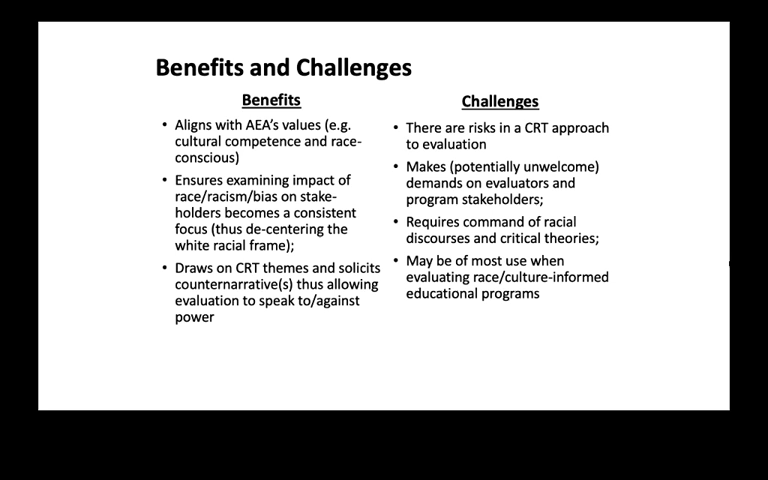 Benefits and Challenges
Benefits
• Aligns with AEA's values (e.g.
cultural competence and race-
conscious)
• Ensures examining impact of
race/racism/bias on stake-
holders becomes a consistent
focus (thus de-centering the
white racial frame);
• Draws on CRT themes and solicits
counternarrative(s) thus allowing
evaluation to speak to/against
power
Challenges
• There are risks in a CRT approach
to evaluation
• Makes (potentially unwelcome)
demands on evaluators and
program stakeholders;
• Requires command of racial
discourses and critical theories;
• May be of most use when
evaluating race/culture-informed
educational programs